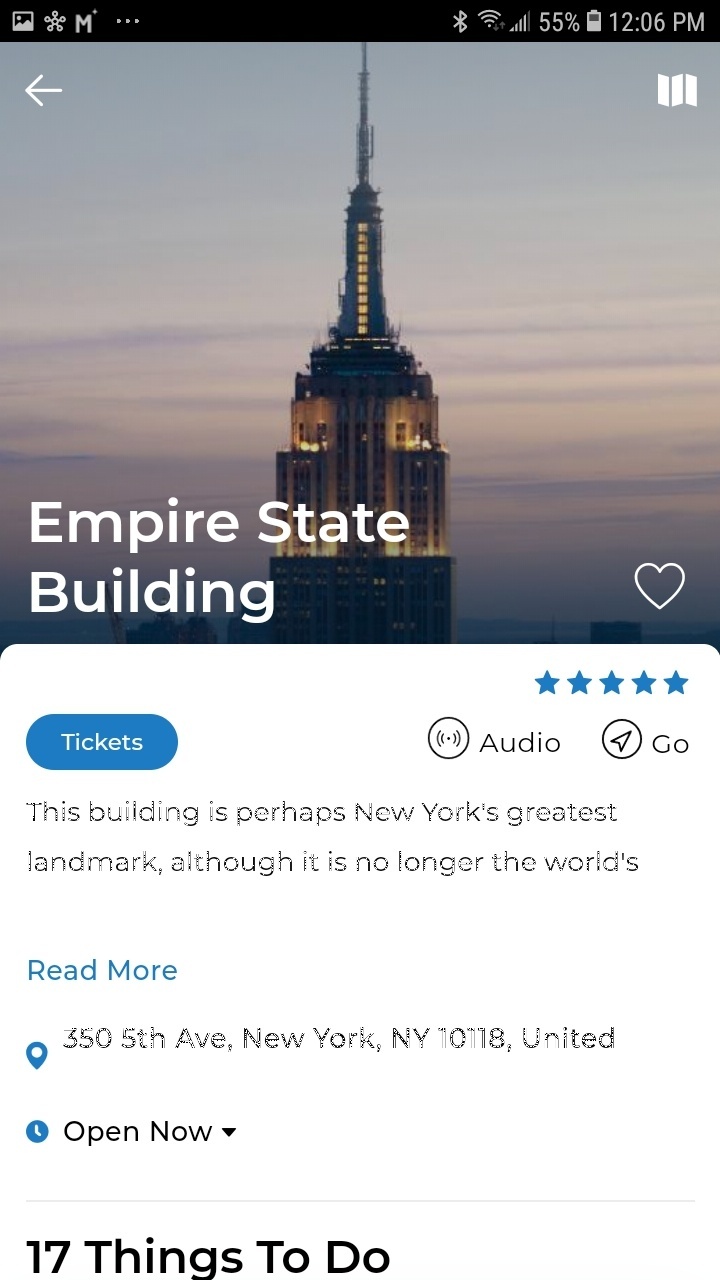 55% 12:06 PM
Empire State
Building
Tickets
Audio
Go
This building is perhaps New York's greatest
landmark, although it is no longer the world's
Read More
350 5th Ave, New York, NY 10118, United
Open Now
17 Things To Do